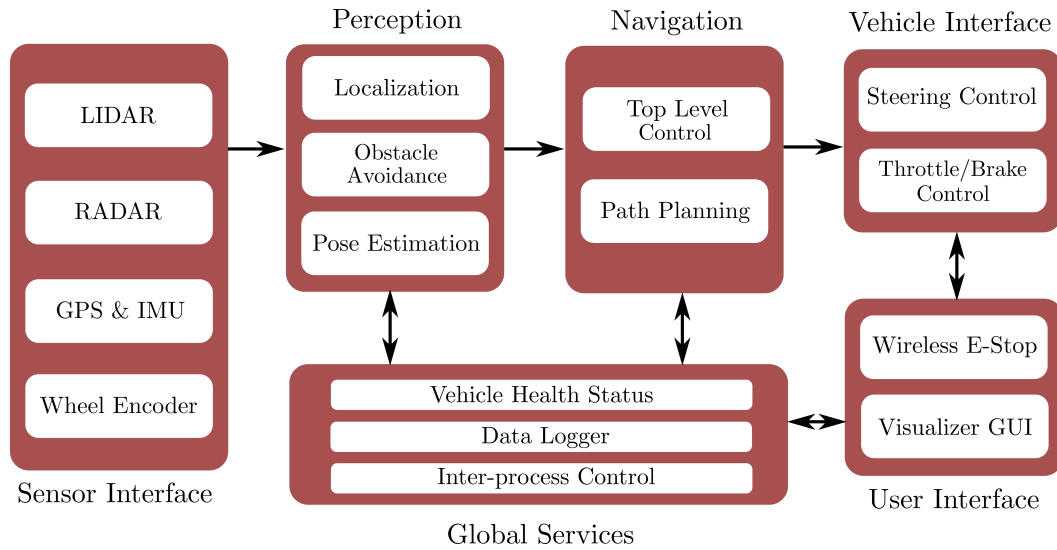 Perception
Navigation
Vehicle Interface
LIDAR
RADAR
GPS & IMU
Wheel Encoder
Sensor Interface
Localization
Obstacle
Avoidance
Pose Estimation
Top Level
Control
Path Planning
Steering Control
Throttle/Brake
Control
Vehicle Health Status
Data Logger
Inter-process Control
Global Services
Wireless E-Stop
Visualizer GUI
User Interface